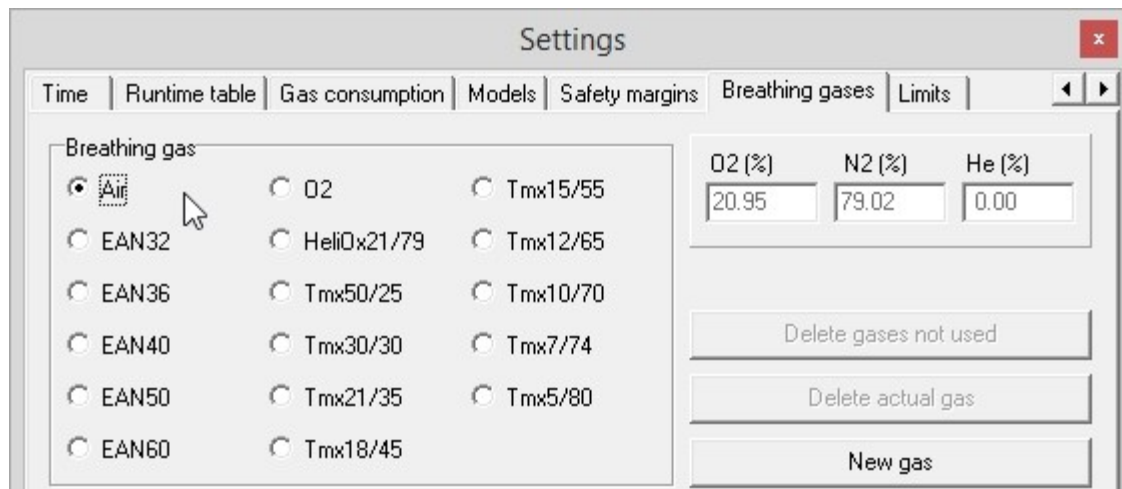 Settings
x
Time Runtime table Gas consumption Models Safety margins Breathing gases Limits
Breathing gas
Air O2 Tmx15/55
EAN32 HeliOx21/79 Tmx12/65
EAN36 Tmx50/25 Tmx10/70
EAN40 Tmx30/30 Tmx7/74
EAN50 Tmx21/35 Tmx5/80
EAN60 Tmx18/45
O2 (%) N2 (%) He (%)
20.95 79.02 0.00
Delete gases not used
Delete actual gas
New gas